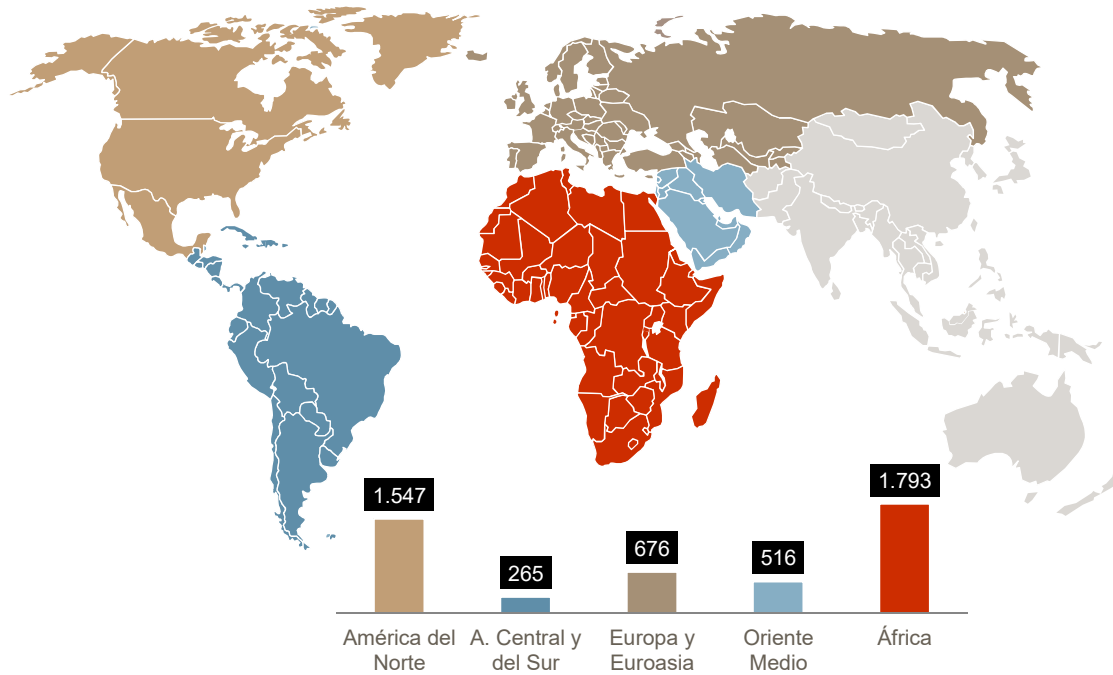 1.547
265
676
516
1.793
América del
Norte
A. Central y
del Sur
Europa y
Euroasia
Oriente
Medio
África